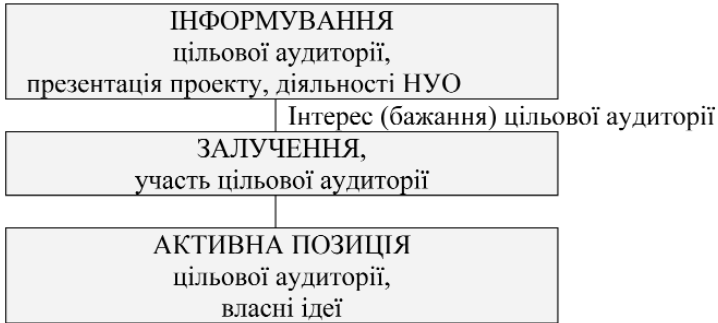 ІНФОРМУВАННЯ
цільової аудиторії,
презентація проекту, діяльності НУО
Інтерес (бажання) цільової аудиторії
ЗАЛУЧЕННЯ,
участь цільової аудиторії
АКТИВНА ПОЗИЦІЯ
цільової аудиторії,
власні ідеї